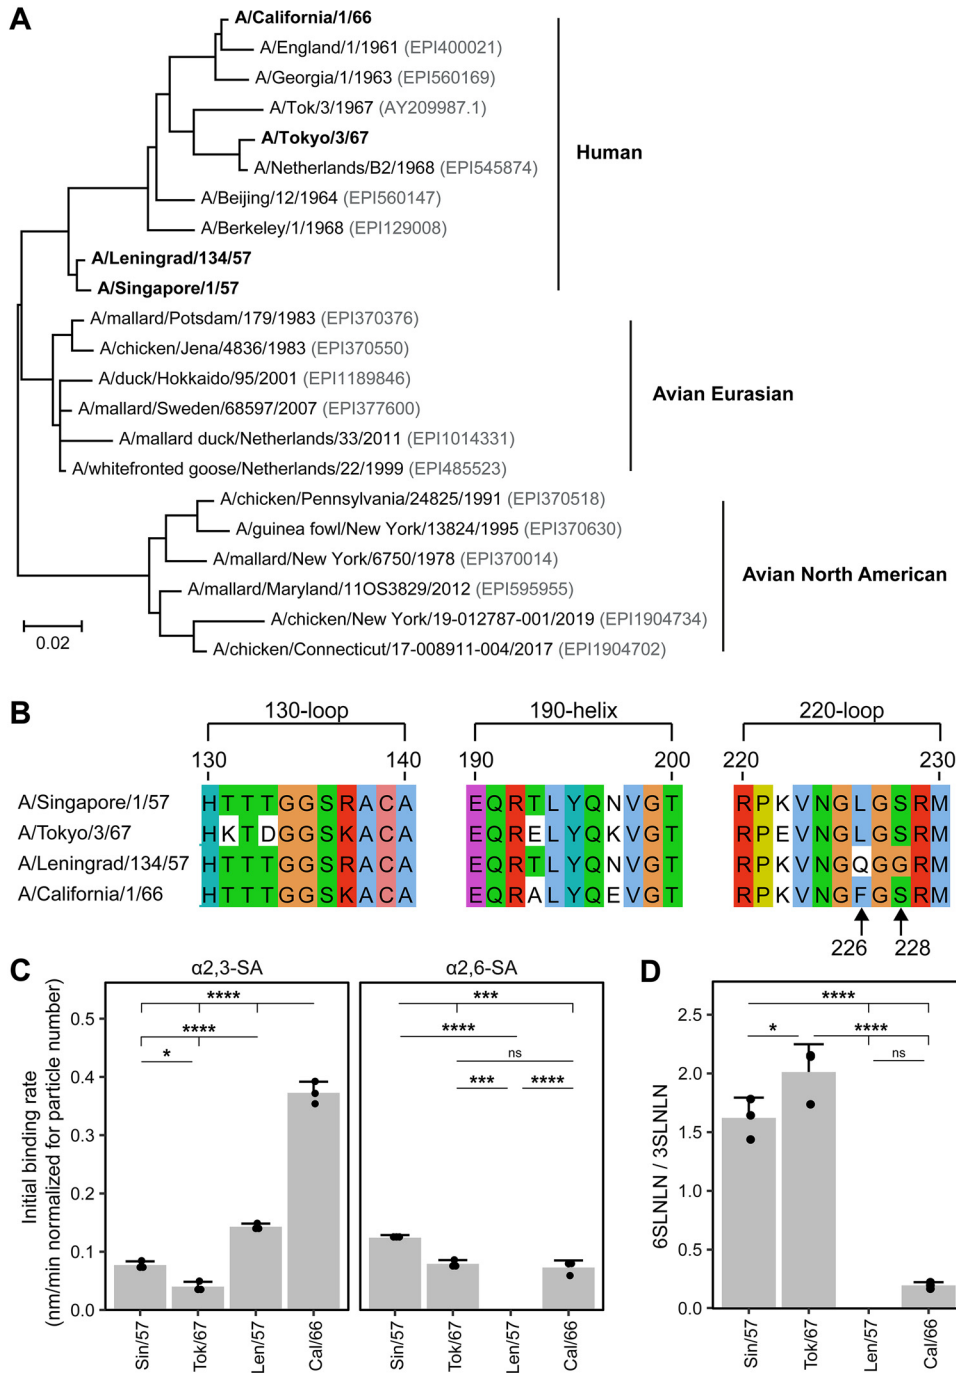 A
A/California/1/66
A/England/1/1961 (EPI400021)
A/Georgia/1/1963 (EPI560169)
A/Tok/3/1967 (AY209987.1)
A/Tokyo/3/67
A/Netherlands/B2/1968 (EPI545874)
A/Beijing/12/1964 (EPI560147)
A/Berkeley/1/1968 (EPI129008)
A/Leningrad/134/57
A/Singapore/1/57
Human
A/mallard/Potsdam/179/1983 (EPI370376)
A/chicken/Jena/4836/1983 (EPI370550)
A/duck/Hokkaido/95/2001 (EPI1189846)
A/mallard/Sweden/68597/2007 (EPI377600)
A/mallard duck/Netherlands/33/2011 (EPI1014331)
A/whitefronted goose/Netherlands/22/1999 (EPI485523)
Avian Eurasian
A/chicken/Pennsylvania/24825/1991 (EPI370518)
A/guinea fowl/New York/13824/1995 (EPI370630)
A/mallard/New York/6750/1978 (EPI370014)
A/mallard/Maryland/11OS3829/2012 (EPI595955)
A/chicken/New York/19-012787-001/2019 (EPI1904734)
A/chicken/Connecticut/17-008911-004/2017 (EPI1904702)
Avian North American
0.02
B
130-loop 190-helix 220-loop
130 140 190 200 220 230
A/Singapore/1/57 HTTTGGSRACA EQRTLYQNVGT RPKVNGLGSRM
A/Tokyo/3/67 HKTDGGSKACA EQRELYQKVGT RPEVNGLGSRM
A/Leningrad/134/57 HTTTGGSRACA EQRTLYQNVGT RPKVNGQGGRM
A/California/1/66 HTTTGGSKACA EQRALYQEVGT RPKVNGFGSRM
226 228
C
α2,3-SA α2,6-SA
Initial binding rate
(nm/min normalized for particle number)
0.5
0.4
0.3
0.2
0.1
0.0
****
****
*
***
****
ns
*** ****
Sin/57 Tok/67 Len/57 Cal/66
Sin/57 Tok/67 Len/57 Cal/66
D
6SLNLN / 3SLNLN
2.5
2.0
1.5
1.0
0.5
0.0
****
* ****
ns
Sin/57 Tok/67 Len/57 Cal/66